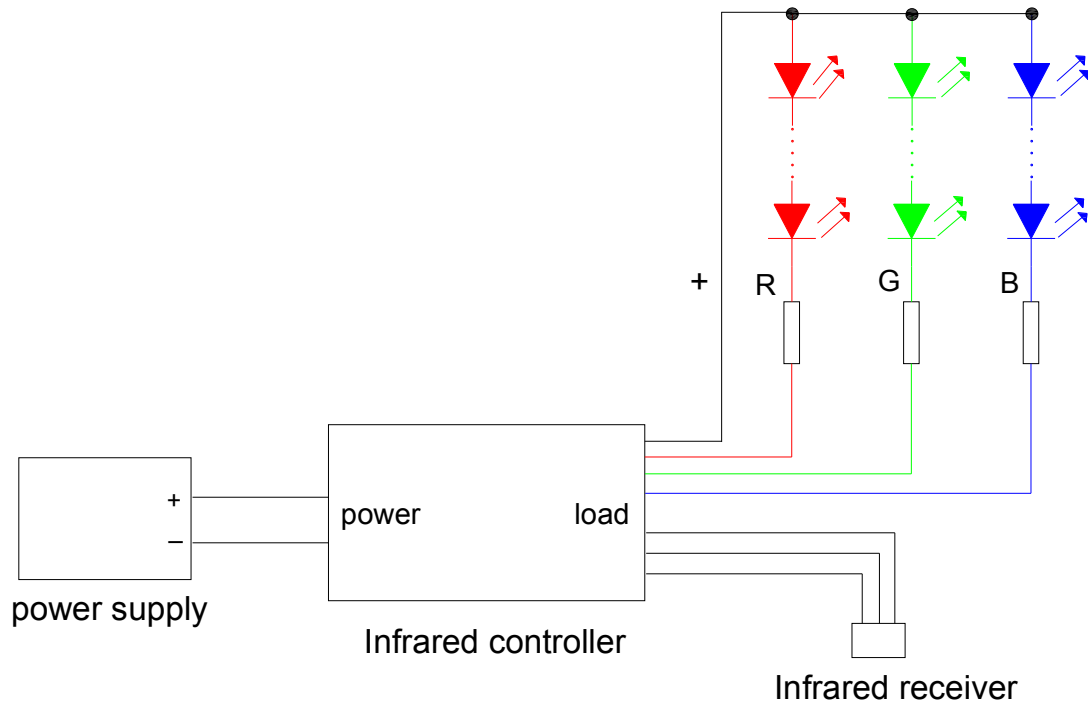 +
R
G
B
+
−
power
load
power supply
Infrared controller
Infrared receiver